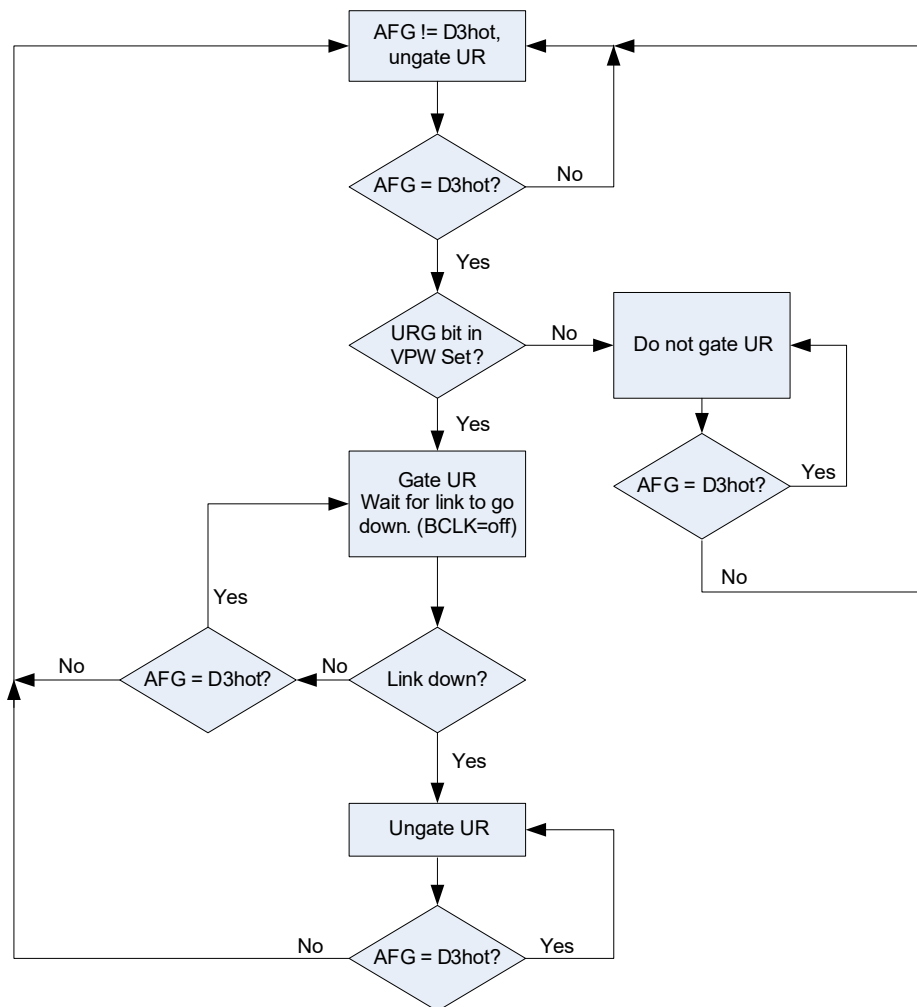 AFG != D3hot,
ungate UR
AFG = D3hot?
No
Yes
URG bit in
VPW Set?
No
Do not gate UR
Yes
Gate UR
Wait for link to go
down. (BCLK=off)
AFG = D3hot?
Yes
No
Yes
No
AFG = D3hot?
No
Link down?
Yes
Ungate UR
No
AFG = D3hot?
Yes